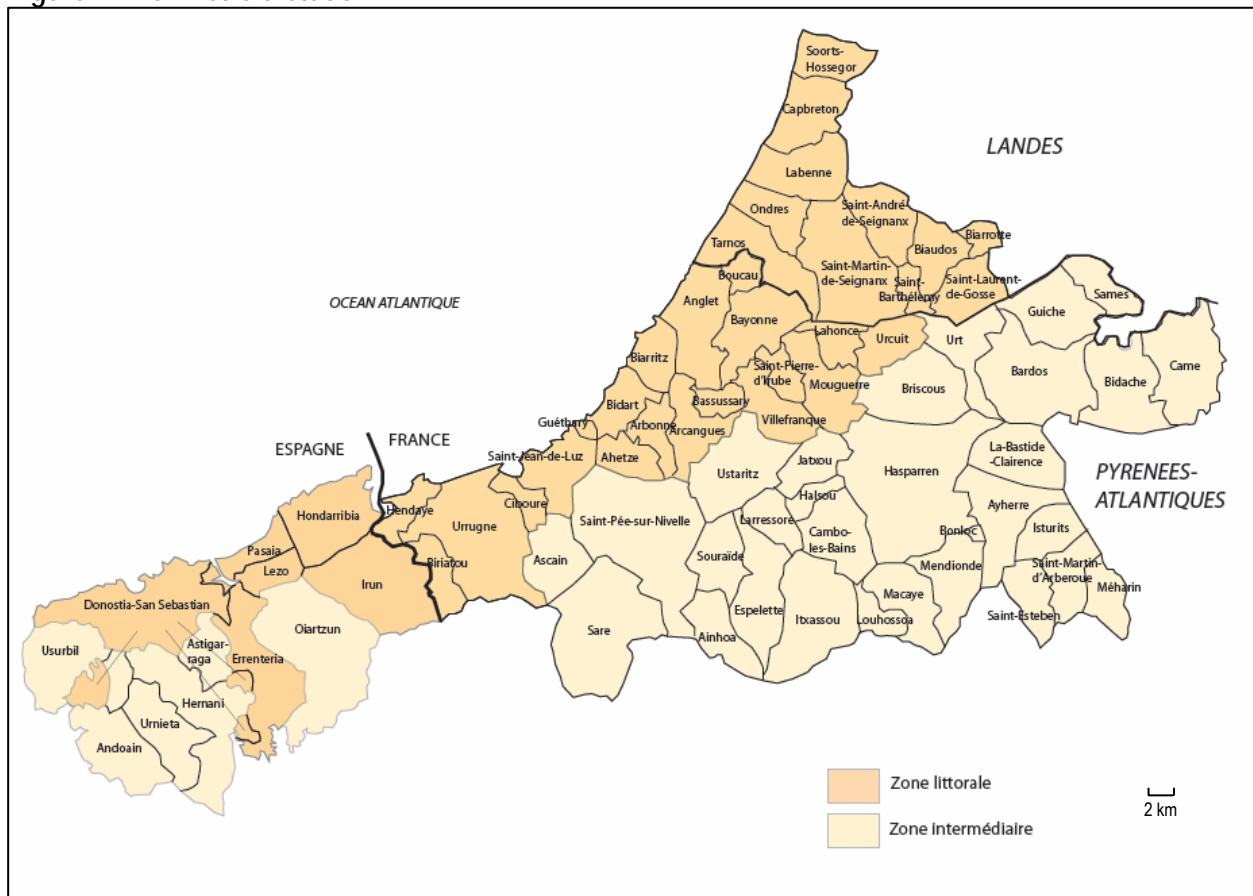 Soorts-
Hossegor
Capbreton
LANDES
Labenne
Ondres
Saint-André-
de-Seignanx
Tarnos
Biaudos
Biarrotte
Saint-Martin-
de-Seignanx
Saint-
Barthélemy
Saint-Laurent-
de-Gosse
Boucau
OCEAN ATLANTIQUE
Anglet
Bayonne
Sames
Guiche
Lahonce
Urcuit
Urt
Biarritz
Saint-Pierre-
d'Irube
Mouguerre
Bardos
Bidache
Came
Briscous
Bidart
Bassussary
Guéthary
Arbonne
Arcangues
Villefranque
ESPAGNE
FRANCE
Saint-Jean-de-Luz
Ahetze
Ustaritz
Jatxou
Hasparren
La-Bastide
-Clairence
PYRENEES-
ATLANTIQUES
Hondarribia
Hendaye
Urrugne
Ciboure
Saint-Pée-sur-Nivelle
Larressore
Halsou
Ayherre
Cambo-
les-Bains
Bonloc
Isturits
Pasaia
Lezo
Irun
Biriatou
Ascain
Souraïde
Mendionde
Saint-Martin-
d'Arberoue
Méharin
Donostia-San Sebastian
Oiartzun
Sare
Espelette
Itxassou
Macaye
Louhossoa
Saint-Esteben
Ainhoa
Usurbil
Astigar-
raga
Errenteria
Hernani
Urnieta
Andoain
Zone littorale
Zone intermédiaire
2 km